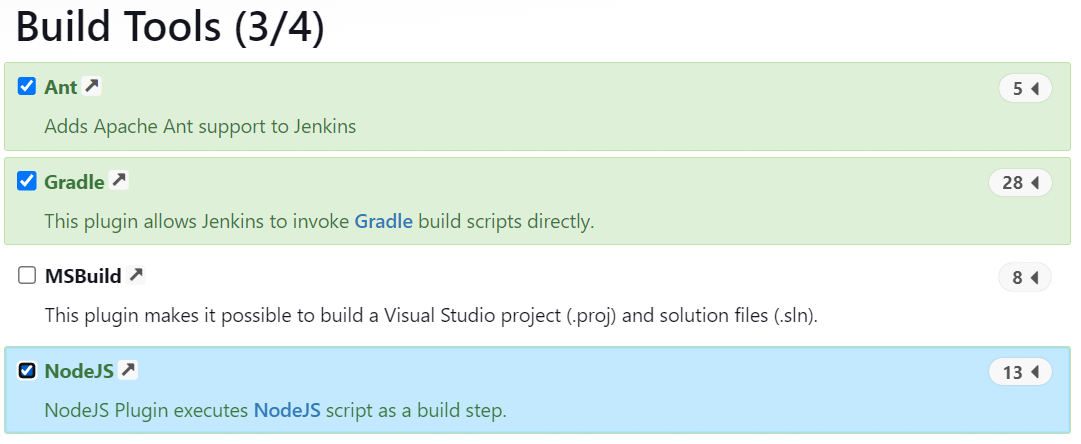 Build Tools (3/4)
Ant
5
Adds Apache Ant support to Jenkins
Gradle
28
This plugin allows Jenkins to invoke Gradle build scripts directly.
MSBuild
8
This plugin makes it possible to build a Visual Studio project (.proj) and solution files (.sln).
NodeJS
13
NodeJS Plugin executes NodeJS script as a build step.